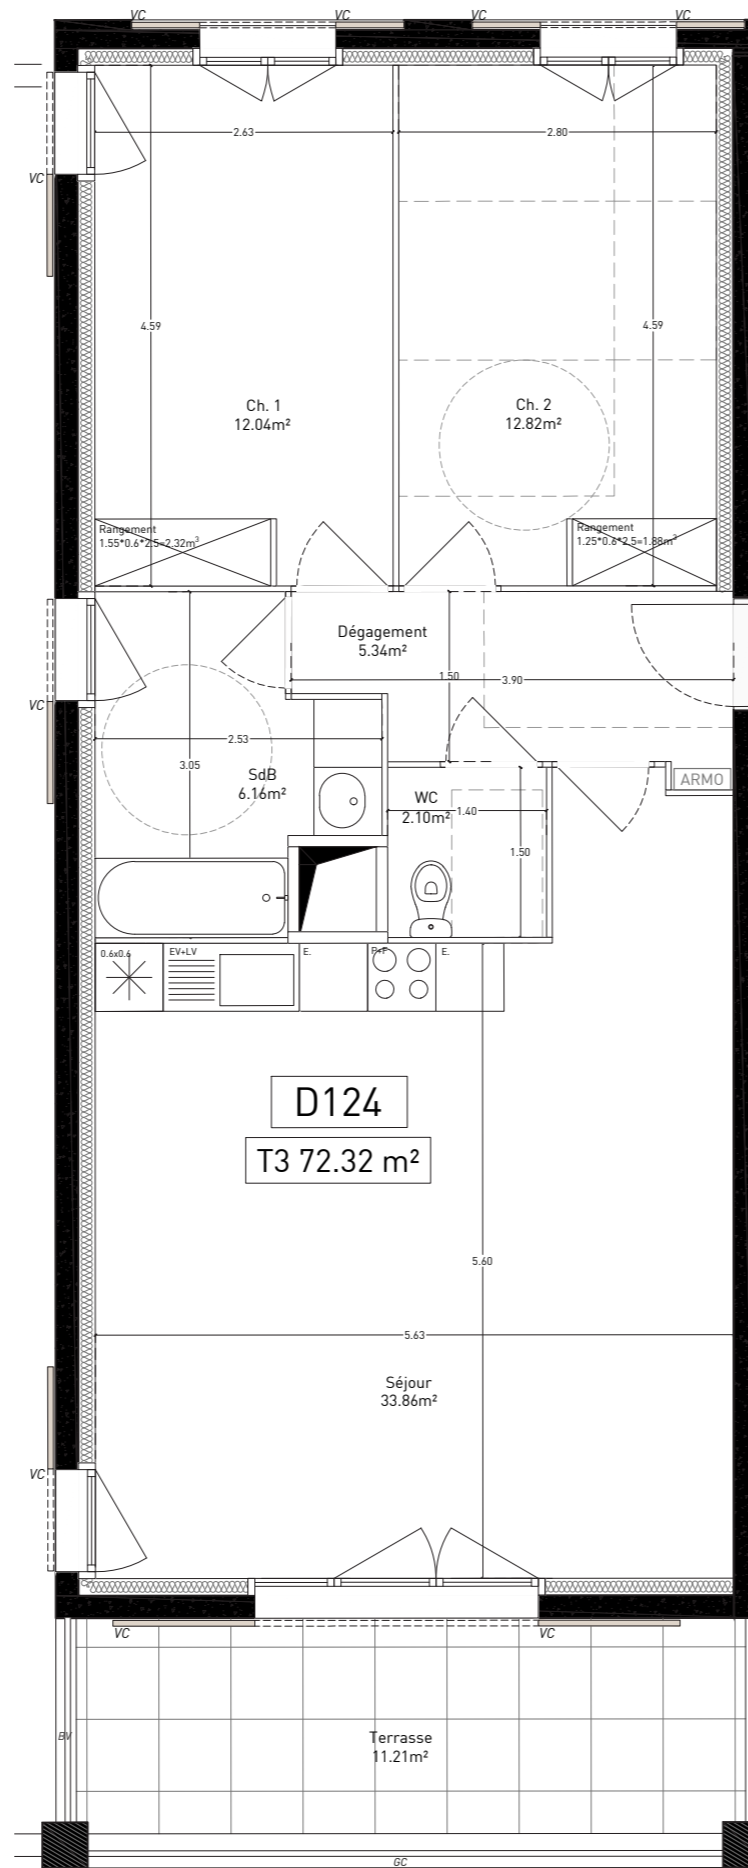 VC
VC
VC
VC
2.63
2.80
VC
4.59
4.59
Ch. 1
12.04m²
Ch. 2
12.82m²
Rangement
1.55*0.6*2.5=2.32m³
Rangement
1.25*0.6*2.5=1.88m³
Dégagement
5.34m²
1.50
3.90
VC
2.53
3.05
SdB
6.16m²
ARMO
WC
2.10m²
1.40
1.50
0.6x0.6
EV+LV
E.
P+F
E.
D124
T3 72.32 m²
5.60
5.63
Séjour
33.86m²
VC
VC
VC
BV
Terrasse
11.21m²
GC